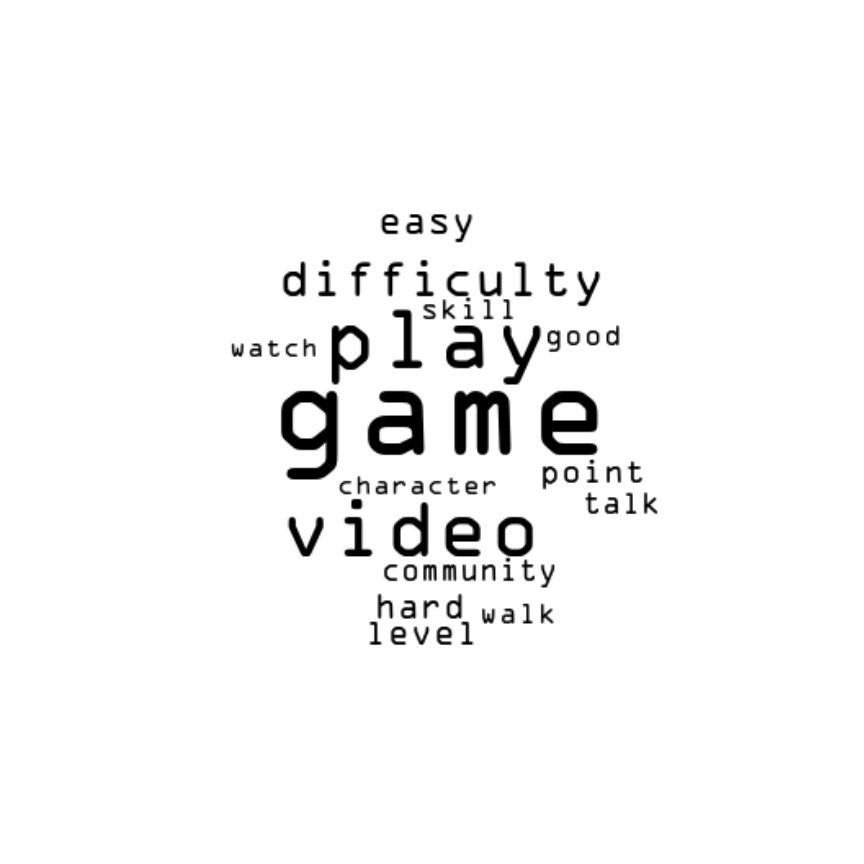 easy
difficulty
skill
watch play good
game
point
character
talk
video
community
hard walk
level